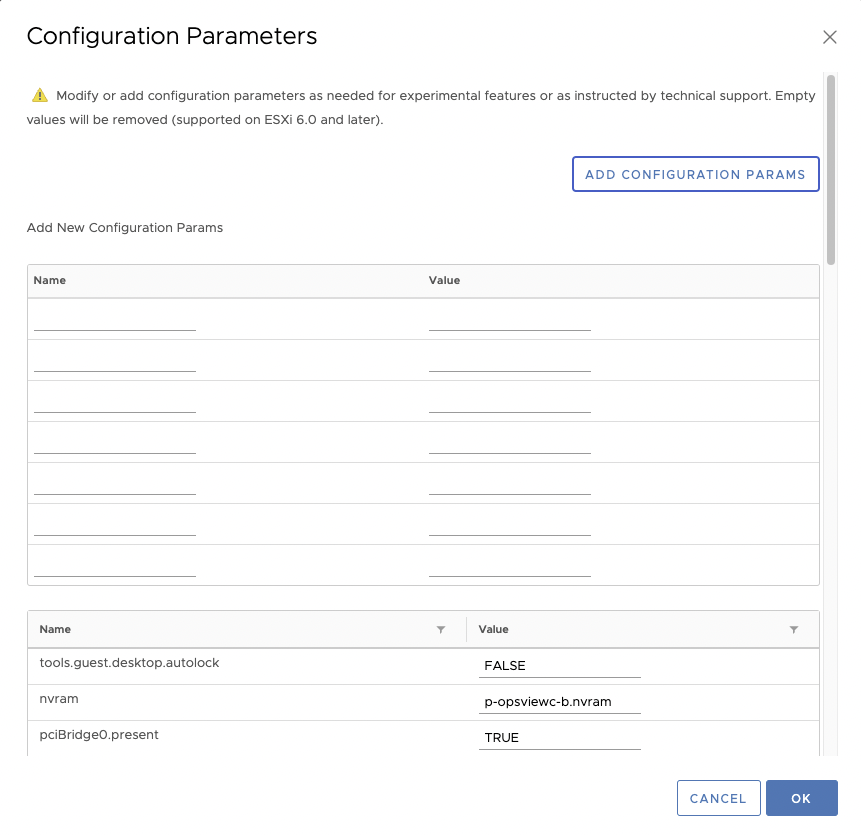 Configuration Parameters
Modify or add configuration parameters as needed for experimental features or as instructed by technical support. Empty
values will be removed (supported on ESXi 6.0 and later).
ADD CONFIGURATION PARAMS
Add New Configuration Params
Name Value
Name Value
tools.guest.desktop.autolock FALSE
nvram p-opsviewc-b.nvram
pciBridge0.present TRUE
CANCEL OK